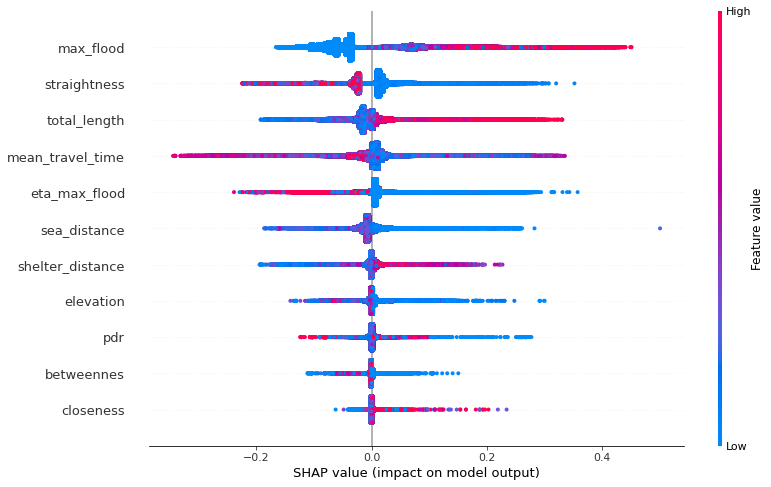 High
max_flood
straightness
total_length
mean_travel_time
eta_max_flood
sea_distance
shelter_distance
elevation
pdr
betweennes
closeness
Feature value
Low
−0.2 0.0 0.2 0.4
SHAP value (impact on model output)